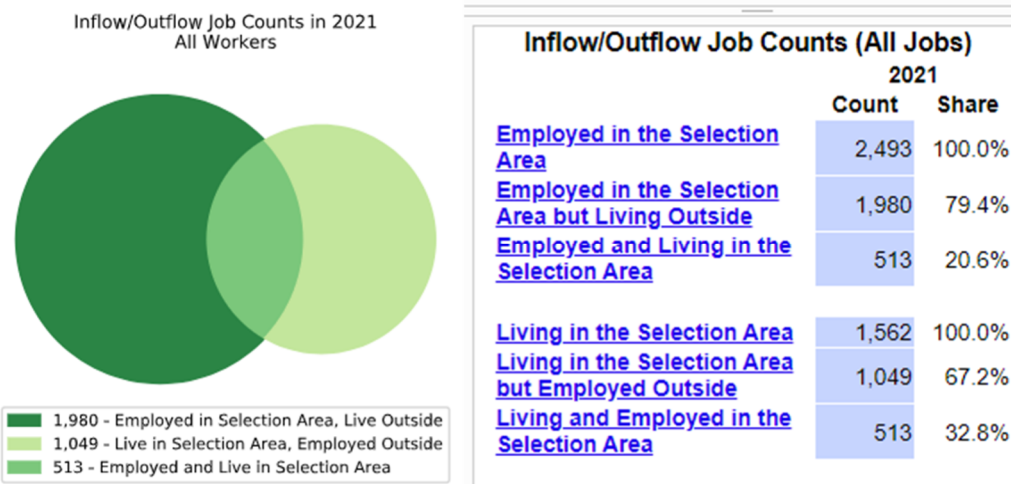 Inflow/Outflow Job Counts in 2021
All Workers
1,980 - Employed in Selection Area, Live Outside
1,049 - Live in Selection Area, Employed Outside
513 - Employed and Live in Selection Area
Inflow/Outflow Job Counts (All Jobs)
2021
Count Share
Employed in the Selection
Area 2,493 100.0%
Employed in the Selection
Area but Living Outside 1,980 79.4%
Employed and Living in the
Selection Area 513 20.6%
Living in the Selection Area 1,562 100.0%
Living in the Selection Area
but Employed Outside 1,049 67.2%
Living and Employed in the
Selection Area 513 32.8%